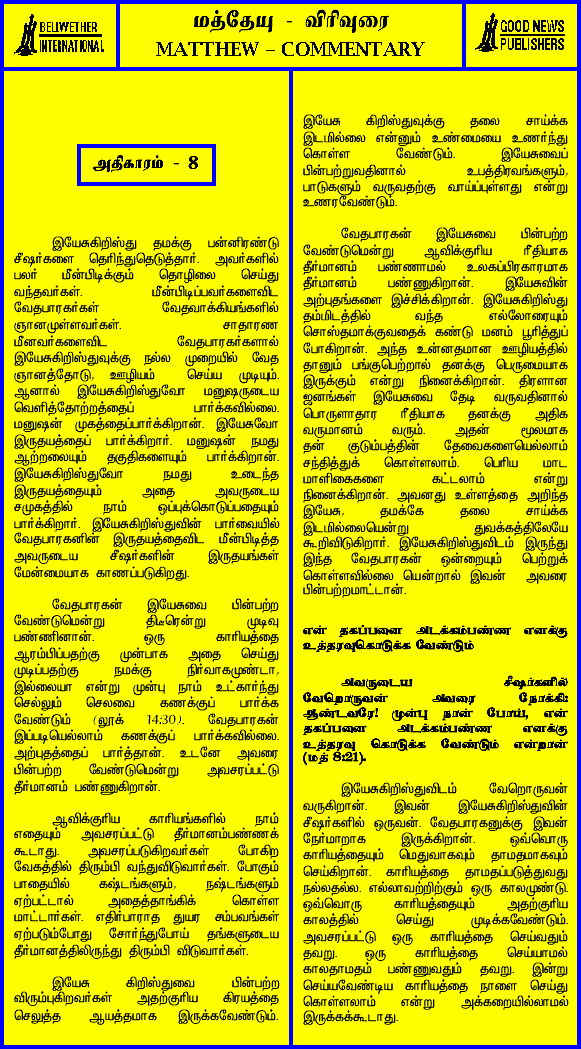 BELIWETHER
INTERNATIONAL
மத்தேயு - விரிவுரை
MATTHEW – COMMENTARY
GOOD NEWS
PUBLISHERS
அதிகாரம் - 8
இயேசுகிறிஸ்து தமக்கு பன்னிரண்டு
சீஷர்களை தெரிந்துதெடுத்தார். அவர்களில்
பலர் மீன்பிடிக்கும் தொழிலை செய்து
வந்தவர்கள். மீன்பிடிப்பவர்களைவிட
வேதபாரகர்கள் வேதவாக்கியங்களில்
ஞானமுள்ளவர்கள். சாதாரண
மீனவர்களைவிட வேதபாரகர்களால்
இயேசுகிறிஸ்துவுக்கு நல்ல முறையில் வேத
ஞானத்தோடு, ஊழியம் செய்ய முடியும்.
ஆனால் இயேசுகிறிஸ்துவோ மனுஷருடைய
வெளித்தோற்றத்தைப் பார்க்கவில்லை.
மனுஷன் முகத்தைப்பார்க்கிறான். இயேசுவோ
இருதயத்தைப் பார்க்கிறார். மனுஷன் நமது
ஆற்றலையும் தகுதிகளையும் பார்க்கிறான்.
இயேசுகிறிஸ்துவோ நமது உடைந்த
இருதயத்தையும் அதை அவருடைய
சமுகத்தில் நாம் ஒப்புக்கொடுப்பதையும்
பார்க்கிறார். இயேசுகிறிஸ்துவின் பார்வையில்
வேதபாரகனின் இருதயத்தைவிட மீன்பிடித்த
அவருடைய சீஷர்களின் இருதயங்கள்
மேன்மையாக காணப்படுகிறது.
வேதபாரகன் இயேசுவை பின்பற்ற
வேண்டுமென்று திடீரென்று முடிவு
பண்ணினான். ஒரு காரியத்தை
ஆரம்பிப்பதற்கு முன்பாக அதை செய்து
முடிப்பதற்கு நமக்கு நிர்வாகமுண்டா,
இல்லையா என்று முன்பு நாம் உட்கார்ந்து
செல்லும் செலவை கணக்குப் பார்க்க
வேண்டும் (லூக் 14:30). வேதபாரகன்
இப்படியெல்லாம் கணக்குப் பார்க்கவில்லை.
அற்புதத்தைப் பார்த்தான். உடனே அவரை
பின்பற்ற வேண்டுமென்று அவசரப்பட்டு
தீர்மானம் பண்ணுகிறான்.
ஆவிக்குரிய காரியங்களில் நாம்
எதையும் அவசரப்பட்டு தீர்மானம்பண்ணக்
கூடாது. அவசரப்படுகிறவர்கள் போகிற
வேகத்தில் திரும்பி வந்துவிடுவார்கள். போகும்
பாதையில் கஷ்டங்களும், நஷ்டங்களும்
ஏற்பட்டால் அதைத்தாங்கிக் கொள்ள
மாட்டார்கள். எதிர்பாராத துயர சம்பவங்கள்
ஏற்படும்போது சோர்ந்துபோய் தங்களுடைய
தீர்மானத்திலிருந்து திரும்பி விடுவார்கள்.
இயேசு கிறிஸ்துவை பின்பற்ற
விரும்புகிறவர்கள் அதற்குரிய கிரயத்தை
செலுத்த ஆயத்தமாக இருக்கவேண்டும்.
இயேசு கிறிஸ்துவுக்கு தலை சாய்க்க
இடமில்லை என்னும் உண்மையை உணர்ந்து
கொள்ள வேண்டும். இயேசுவைப்
பின்பற்றுவதினால் உபத்திரவங்களும்,
பாடுகளும் வருவதற்கு வாய்ப்புள்ளது என்று
உணரவேண்டும்.
வேதபாரகன் இயேசுவை பின்பற்ற
வேண்டுமென்று ஆவிக்குரிய ரீதியாக
தீர்மானம் பண்ணாமல் உலகப்பிரகாரமாக
தீர்மானம் பண்ணுகிறான். இயேசுவின்
அற்புதங்களை இச்சிக்கிறான். இயேசுகிறிஸ்து
தம்மிடத்தில் வந்த எல்லோரையும்
சொஸ்தமாக்குவதைக் கண்டு மனம் பூரித்துப்
போகிறான். அந்த உன்னதமான ஊழியத்தில்
தானும் பங்குபெற்றால் தனக்கு பெருமையாக
இருக்கும் என்று நினைக்கிறான். திரளான
ஜனங்கள் இயேசுவை தேடி வருவதினால்
பொருளாதார ரீதியாக தனக்கு அதிக
வருமானம் வரும். அதன் மூலமாக
தன் குடும்பத்தின் தேவைகளையெல்லாம்
சந்தித்துக் கொள்ளலாம். பெரிய மாட
மாளிகைகளை கட்டலாம் என்று
நினைக்கிறான். அவனது உள்ளத்தை அறிந்த
இயேசு, தமக்கே தலை சாய்க்க
இடமில்லையென்று துவக்கத்திலேயே
கூறிவிடுகிறார். இயேசுகிறிஸ்துவிடம் இருந்து
இந்த வேதபாரகன் ஒன்றையும் பெற்றுக்
கொள்ளவில்லை யென்றால் இவன் அவரை
பின்பற்றமாட்டான்.
என் தகப்பனை அடக்கம்பண்ண எனக்கு
உத்தரவுகொடுக்க வேண்டும்
அவருடைய சீஷர்களில்
வேறொருவன் அவரை நோக்கி:
ஆண்டவரே! முன்பு நான் போய், என்
தகப்பனை அடக்கம்பண்ண எனக்கு
உத்தரவு கொடுக்க வேண்டும் என்றான்
(மத் 8:21).
இயேசுகிறிஸ்துவிடம் வேறொருவன்
வருகிறான். இவன் இயேசுகிறிஸ்துவின்
சீஷர்களில் ஒருவன். வேதபாரகனுக்கு இவன்
நேர்மாறாக இருக்கிறான். ஒவ்வொரு
காரியத்தையும் மெதுவாகவும் தாமதமாகவும்
செய்கிறான். காரியத்தை தாமதப்படுத்துவது
நல்லதல்ல. எல்லாவற்றிற்கும் ஒரு காலமுண்டு.
ஒவ்வொரு காரியத்தையும் அதற்குரிய
காலத்தில் செய்து முடிக்கவேண்டும்.
அவசரப்பட்டு ஒரு காரியத்தை செய்வதும்
தவறு. ஒரு காரியத்தை செய்யாமல்
காலதாமதம் பண்ணுவதும் தவறு. இன்று
செய்யவேண்டிய காரியத்தை நாளை செய்து
கொள்ளலாம் என்று அக்கறையில்லாமல்
இருக்கக்கூடாது.